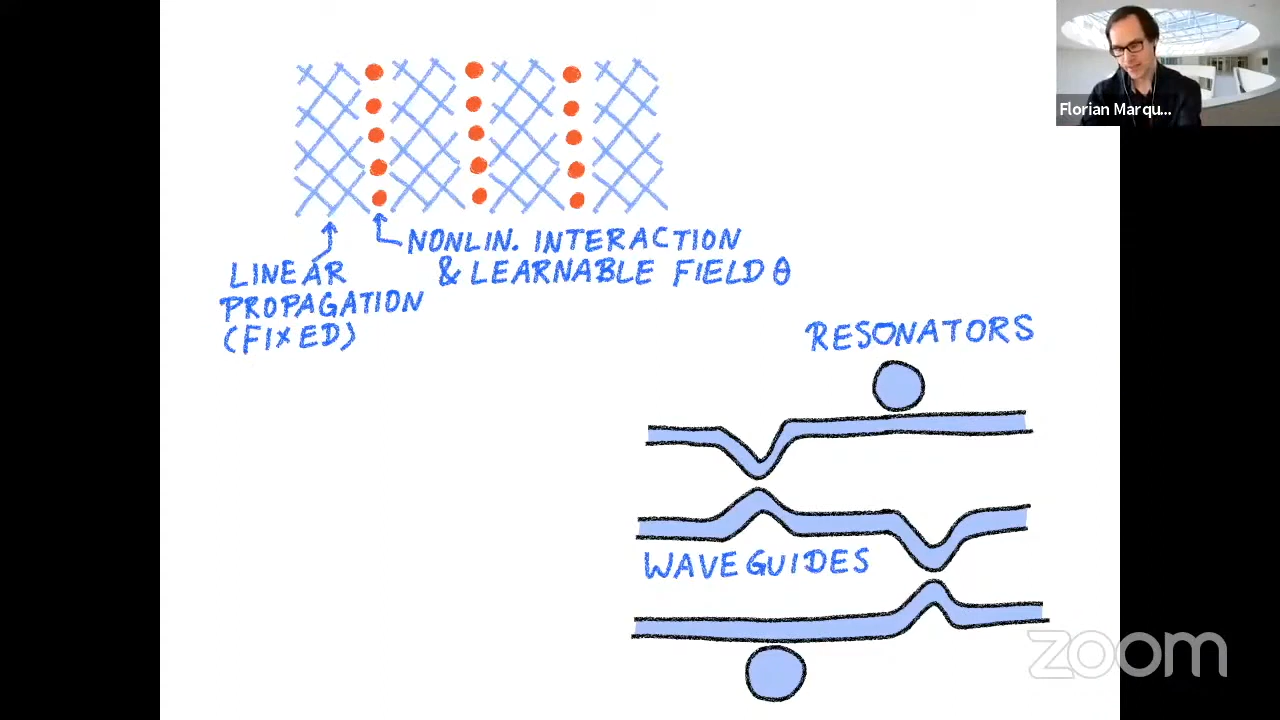 Florian Marqu...
NONLIN. INTERACTION
& LEARNABLE FIELD θ
LINEAR
PROPAGATION
(FIXED)
RESONATORS
WAVEGUIDES
zoom